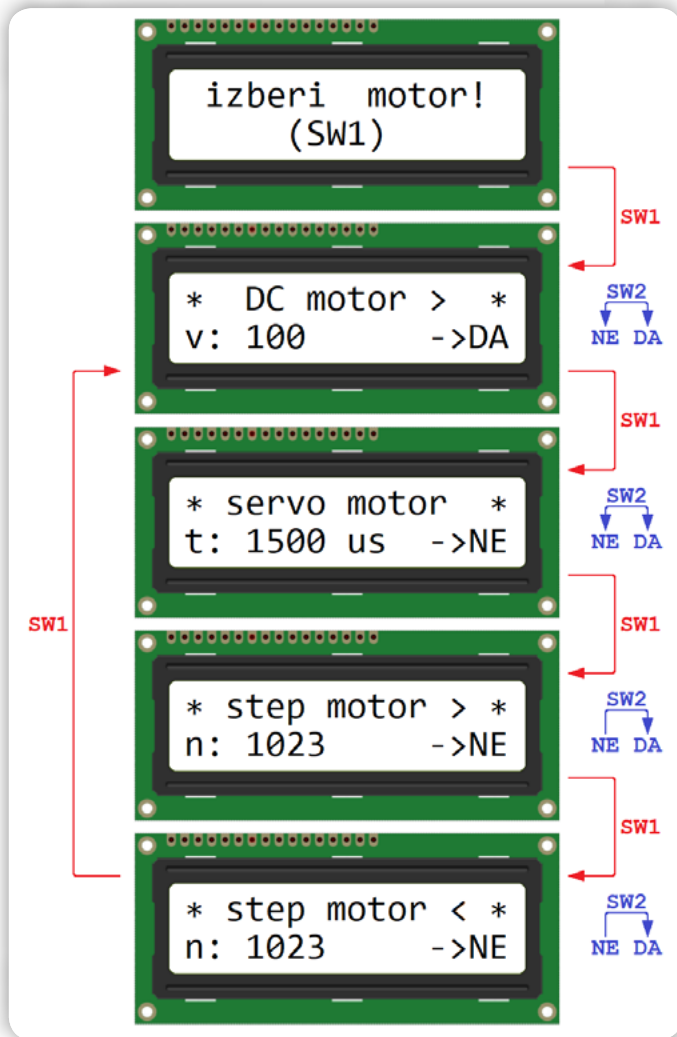 izberi motor!
(SW1)
SW1
* DC motor > *
v: 100 ->DA
SW2
NE DA
SW1
* servo motor *
t: 1500 us ->NE
SW2
NE DA
SW1
SW1
* step motor > *
n: 1023 ->NE
SW2
NE DA
SW1
* step motor < *
n: 1023 ->NE
SW2
NE DA